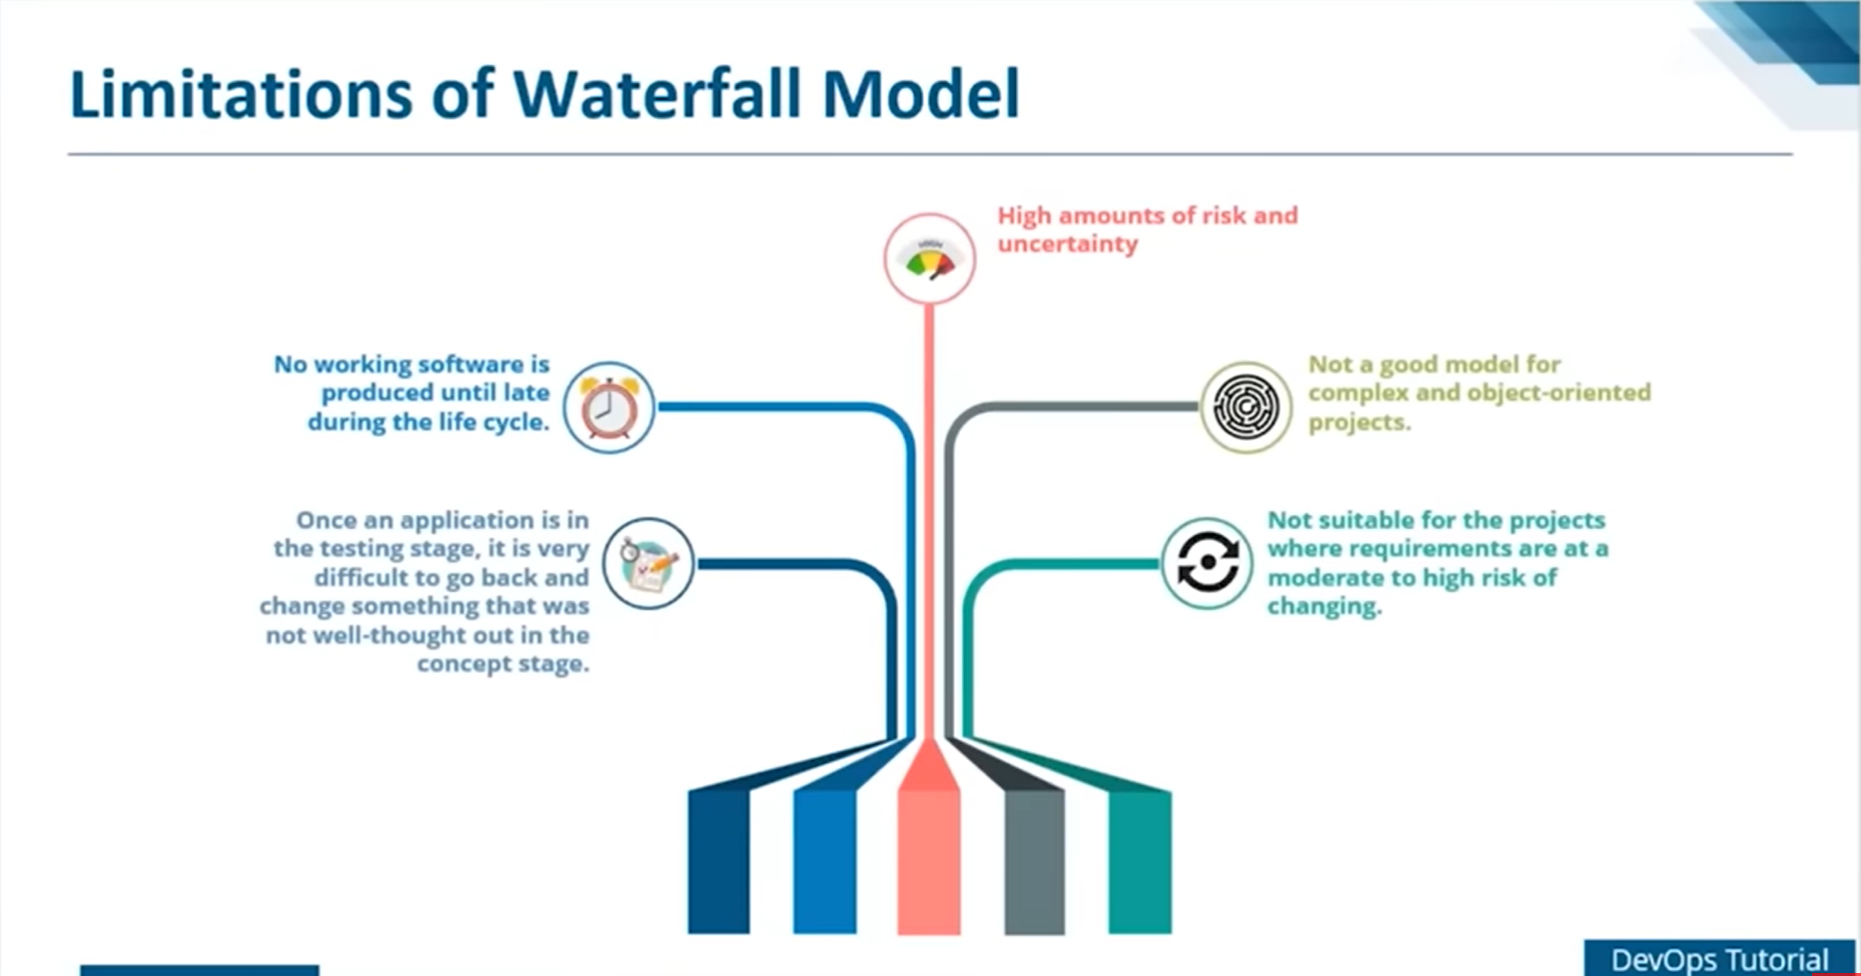 Limitations of Waterfall Model
High amounts of risk and
uncertainty
HIGH
No working software is
produced until late
during the life cycle.
Not a good model for
complex and object-oriented
projects.
Once an application is in
the testing stage, it is very
difficult to go back and
change something that was
not well-thought out in the
concept stage.
Not suitable for the projects
where requirements are at a
moderate to high risk of
changing.
DevOps Tutorial